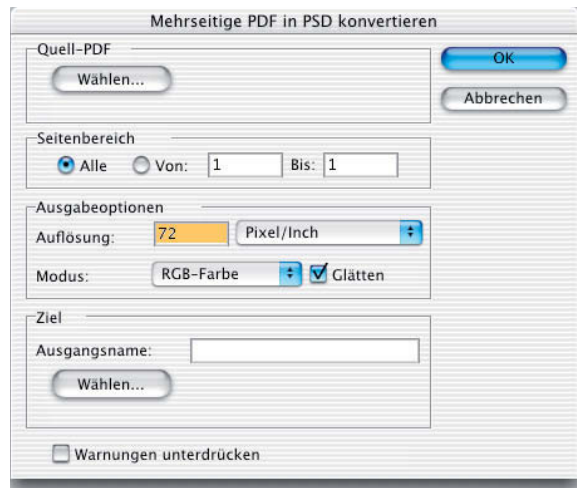 Mehrseitige PDF in PSD konvertieren
Quell-PDF
Wählen...
OK
Abbrechen
Seitenbereich
Alle Von: 1 Bis: 1
Ausgabeoptionen
Auflösung: 72 Pixel/Inch
Modus: RGB-Farbe Glätten
Ziel
Ausgangsname:
Wählen...
Warnungen unterdrücken